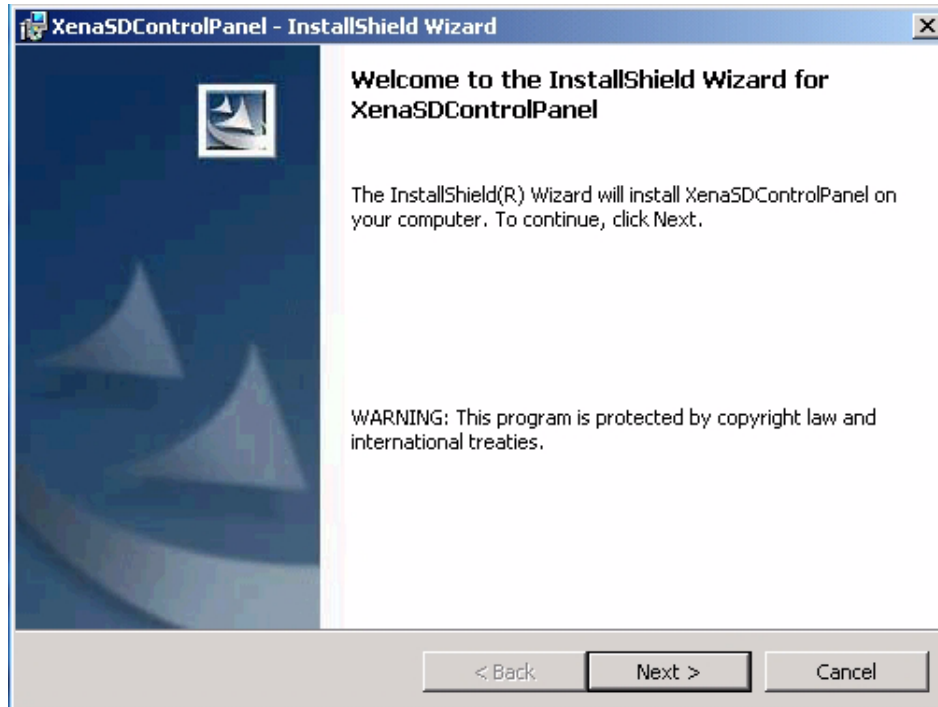 XenaSDControlPanel - InstallShield Wizard
Welcome to the InstallShield Wizard for
XenaSDControlPanel
The InstallShield(R) Wizard will install XenaSDControlPanel on
your computer. To continue, click Next.
WARNING: This program is protected by copyright law and
international treaties.
< Back
Next >
Cancel